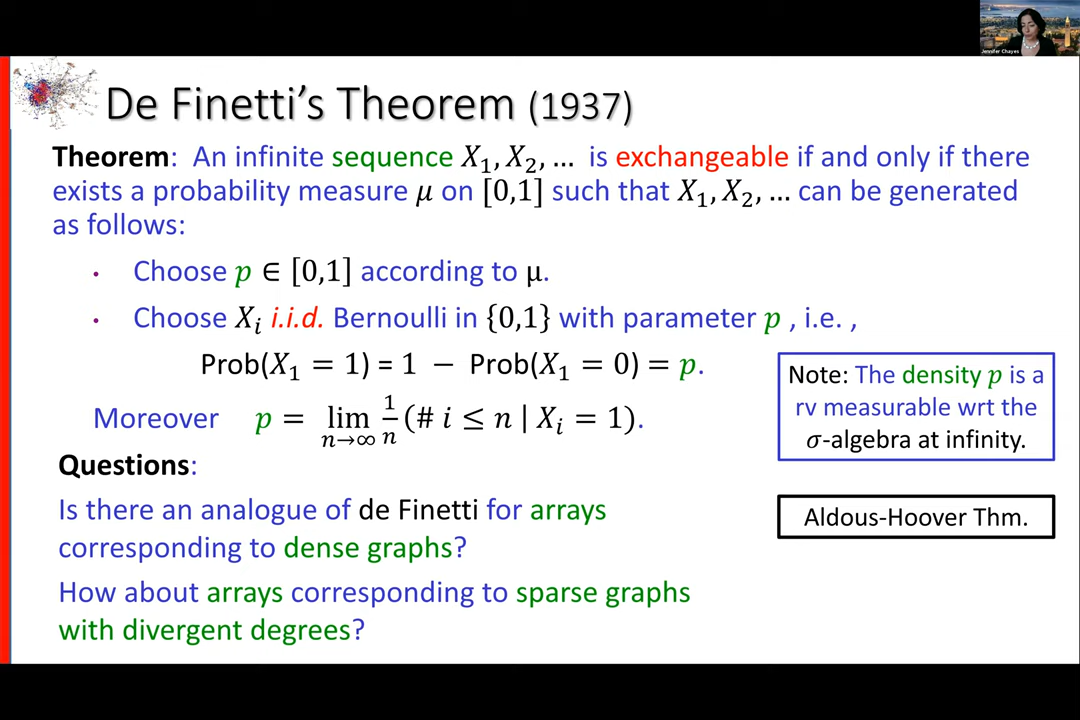 Jennifer Chayes
De Finetti’s Theorem (1937)
Theorem: An infinite sequence X₁, X₂, … is exchangeable if and only if there
exists a probability measure μ on [0,1] such that X₁, X₂, … can be generated
as follows:
• Choose p ∈ [0,1] according to μ.
• Choose Xᵢ i.i.d. Bernoulli in {0,1} with parameter p , i.e. ,
Prob(X₁ = 1) = 1 − Prob(X₁ = 0) = p.
Moreover p = lim n→∞ 1/n (# i ≤ n | Xᵢ = 1).
Note: The density p is a
rv measurable wrt the
σ-algebra at infinity.
Questions:
Is there an analogue of de Finetti for arrays
corresponding to dense graphs?
Aldous-Hoover Thm.
How about arrays corresponding to sparse graphs
with divergent degrees?